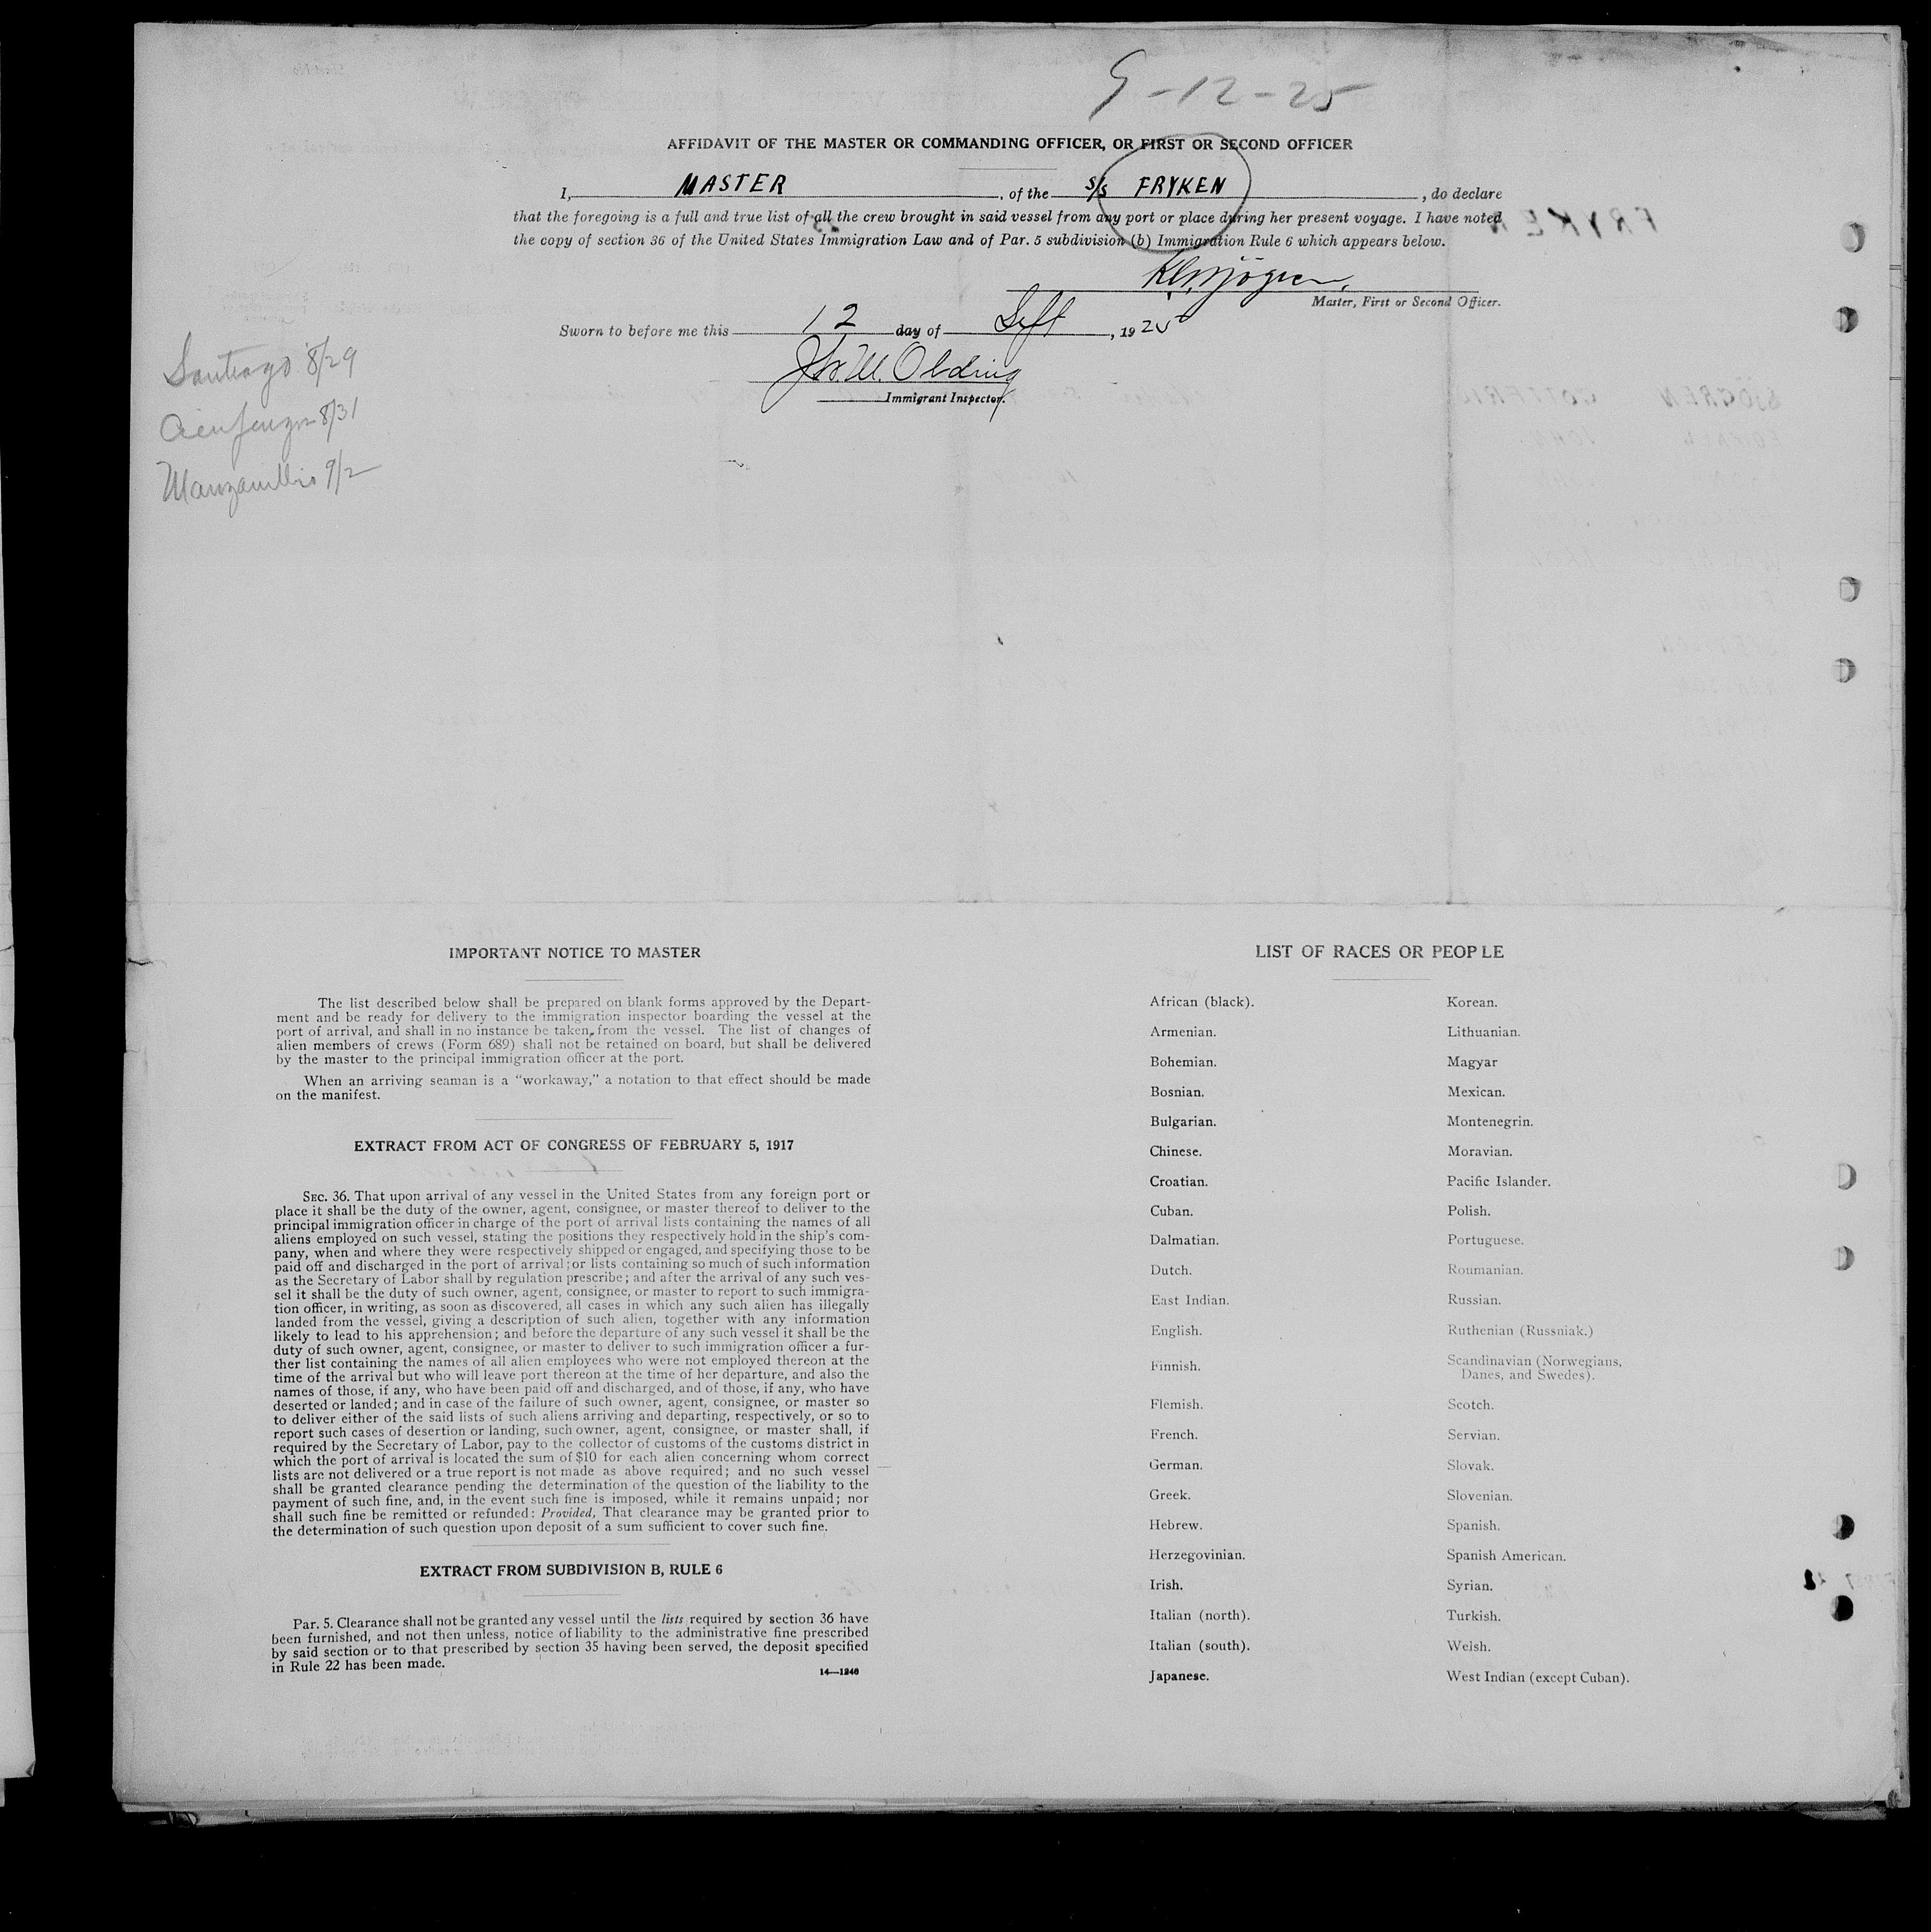 9-12-25
AFFIDAVIT OF THE MASTER OR COMMANDING OFFICER, OR FIRST OR SECOND OFFICER
I, MASTER, of the S/S FRYKEN, do declare
that the foregoing is a full and true list of all the crew brought in said vessel from any port or place during her present voyage. I have noted
the copy of section 36 of the United States Immigration Law and of Par. 5 subdivision (b) Immigration Rule 6 which appears below.
Master, First or Second Officer.
Sworn to before me this 12 day of Sept, 1925
Olding
Immigrant Inspector.
Santiago 8/29
Cienfuegos 8/31
Manzanillo 9/2
IMPORTANT NOTICE TO MASTER
The list described below shall be prepared on blank forms approved by the Depart-
ment and be ready for delivery to the immigration inspector boarding the vessel at the
port of arrival, and shall in no instance be taken from the vessel. The list of changes of
alien members of crews (Form 689) shall not be retained on board, but shall be delivered
by the master to the principal immigration officer at the port.
When an arriving seaman is a "workaway," a notation to that effect should be made
on the manifest.
EXTRACT FROM ACT OF CONGRESS OF FEBRUARY 5, 1917
SEC. 36. That upon arrival of any vessel in the United States from any foreign port or
place it shall be the duty of the owner, agent, consignee, or master thereof to deliver to the
principal immigration officer in charge of the port of arrival lists containing the names of all
aliens employed on such vessel, stating the positions they respectively hold in the ship's com-
pany, when and where they were respectively shipped or engaged, and specifying those to be
paid off and discharged in the port of arrival; or lists containing so much of such information
as the Secretary of Labor shall by regulation prescribe; and after the arrival of any such ves-
sel it shall be the duty of such owner, agent, consignee, or master to report to such immigra-
tion officer, in writing, as soon as discovered, all cases in which any such alien has illegally
landed from the vessel, giving a description of such alien, together with any information
likely to lead to his apprehension; and before the departure of any such vessel it shall be the
duty of such owner, agent, consignee, or master to deliver to such immigration officer a fur-
ther list containing the names of all alien employees who were not employed thereon at the
time of the arrival but who will leave port thereon at the time of her departure, and also the
names of those, if any, who have been paid off and discharged, and of those, if any, who have
deserted or landed; and in case of the failure of such owner, agent, consignee, or master so
to deliver either of the said lists of such aliens arriving and departing, respectively, or so to
report such cases of desertion or landing, such owner, agent, consignee, or master shall, if
required by the Secretary of Labor, pay to the collector of customs of the customs district in
which the port of arrival is located the sum of $10 for each alien concerning whom correct
lists are not delivered or a true report is not made as above required; and no such vessel
shall be granted clearance pending the determination of the question of the liability to the
payment of such fine, and, in the event such fine is imposed, while it remains unpaid; nor
shall such fine be remitted or refunded: Provided, That clearance may be granted prior to
the determination of such question upon deposit of a sum sufficient to cover such fine.
EXTRACT FROM SUBDIVISION B, RULE 6
Par. 5. Clearance shall not be granted any vessel until the lists required by section 36 have
been furnished, and not then unless, notice of liability to the administrative fine prescribed
by said section or to that prescribed by section 35 having been served, the deposit specified
in Rule 22 has been made.
14—1240
LIST OF RACES OR PEOPLE
African (black).
Armenian.
Bohemian.
Bosnian.
Bulgarian.
Chinese.
Croatian.
Cuban.
Dalmatian.
Dutch.
East Indian.
English.
Finnish.
Flemish.
French.
German.
Greek.
Hebrew.
Herzegovinian.
Irish.
Italian (north).
Italian (south).
Japanese.
Korean.
Lithuanian.
Magyar
Mexican.
Montenegrin.
Moravian.
Pacific Islander.
Polish.
Portuguese.
Roumanian.
Russian.
Ruthenian (Russniak.)
Scandinavian (Norwegians,
Danes, and Swedes).
Scotch.
Servian.
Slovak.
Slovenian.
Spanish.
Spanish American.
Syrian.
Turkish.
Welsh.
West Indian (except Cuban).